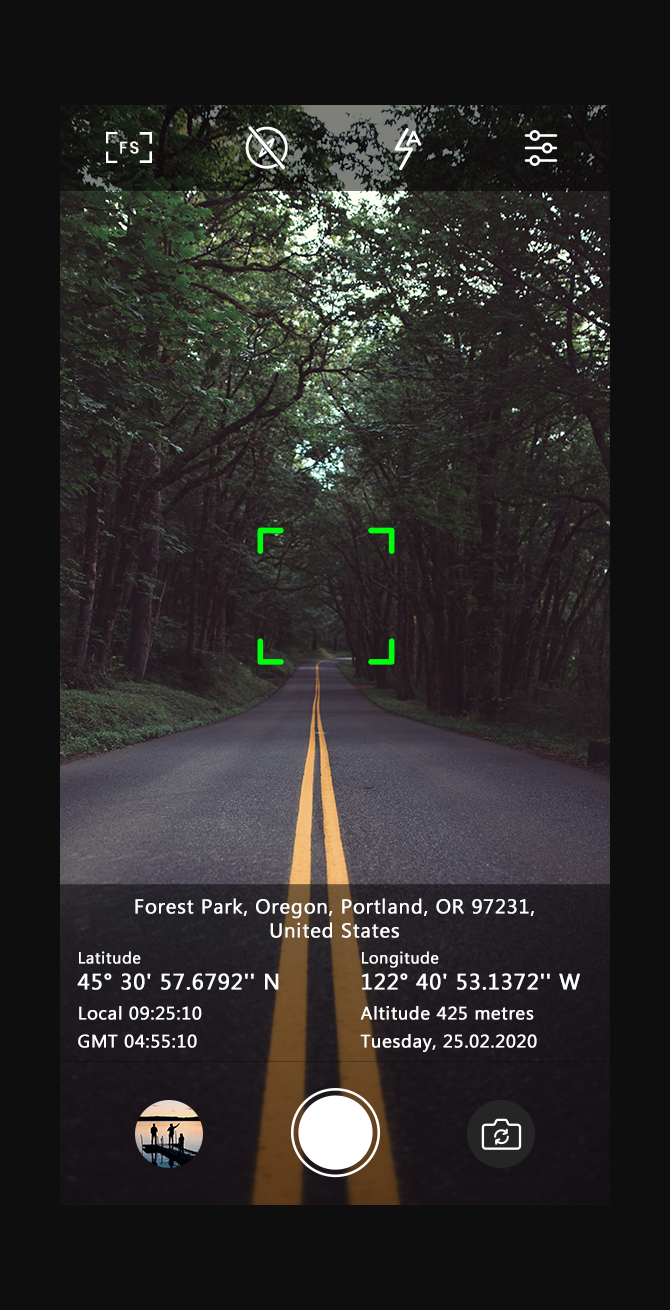 FS
A
Forest Park, Oregon, Portland, OR 97231,
United States
Latitude
Longitude
45° 30' 57.6792'' N
122° 40' 53.1372'' W
Local 09:25:10
Altitude 425 metres
GMT 04:55:10
Tuesday, 25.02.2020